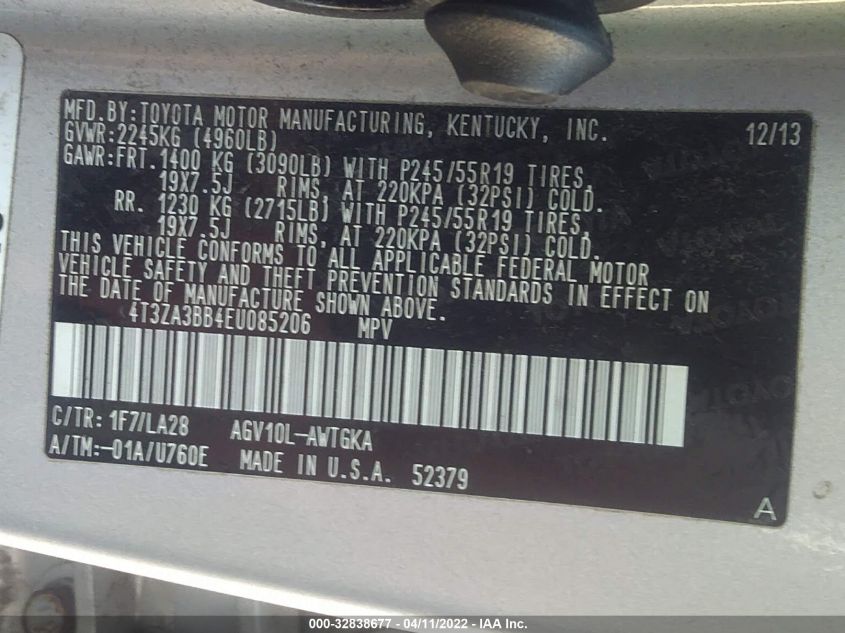 MFD.BY:TOYOTA MOTOR MANUFACTURING, KENTUCKY, INC. 12/13
GVWR:2245KG (4960LB)
GAWR:FRT. 1400 KG (3090LB) WITH P245/55R19 TIRES,
19X7.5J RIMS, AT 220KPA (32PSI) COLD.
RR. 1230 KG (2715LB) WITH P245/55R19 TIRES,
19X7.5J RIMS, AT 220KPA (32PSI) COLD.
THIS VEHICLE CONFORMS TO ALL APPLICABLE FEDERAL MOTOR
VEHICLE SAFETY AND THEFT PREVENTION STANDARDS IN EFFECT ON
THE DATE OF MANUFACTURE SHOWN ABOVE.
4T3ZA3BB4EU085206 MPV
C/TR: 1F7/LA28 AGV10L-AWTGKA
A/TM:-01A/U760E MADE IN U.S.A. 52379
A
000-32838677 - 04/11/2022 - IAA Inc.